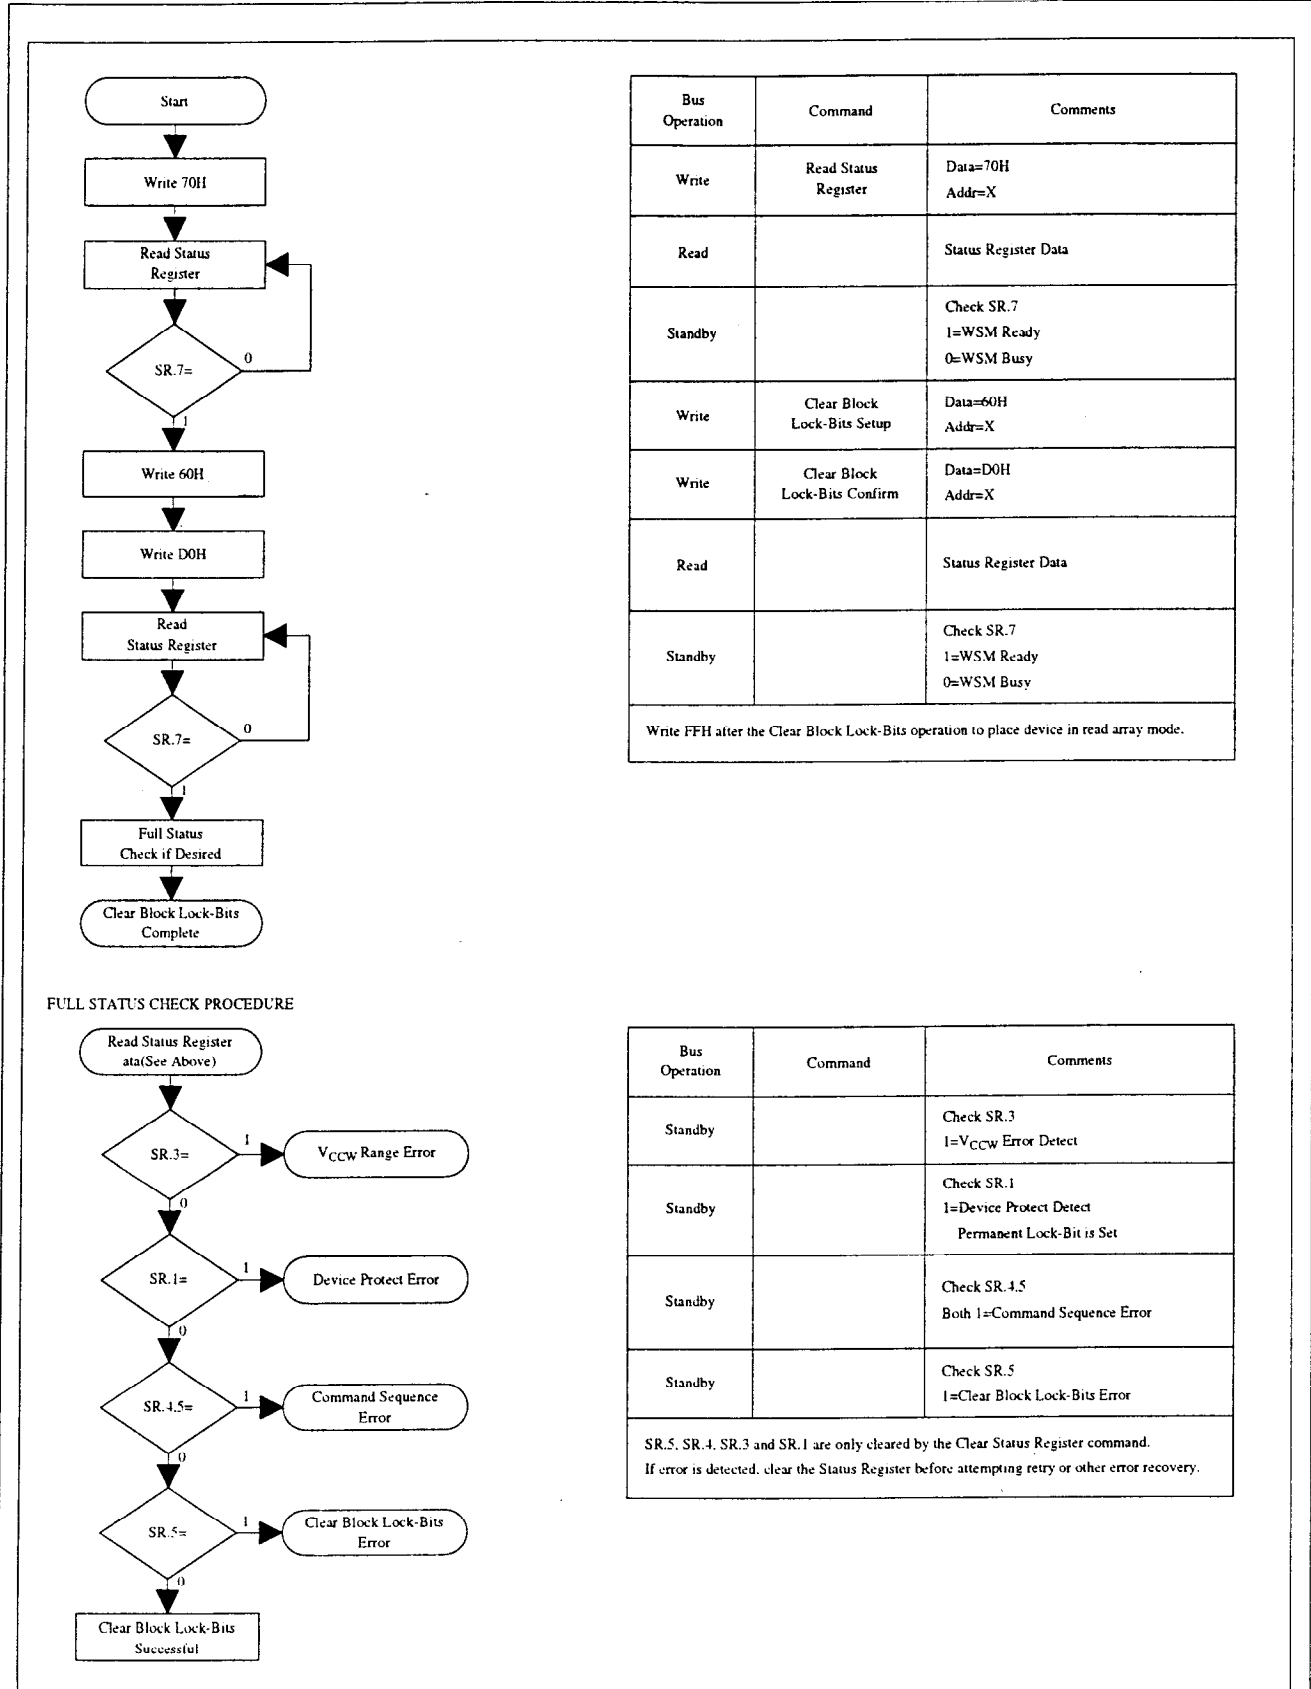 Start
Write 70H
Read Status
Register
SR.7=
0
1
Write 60H
Write D0H
Read
Status Register
SR.7=
0
1
Full Status
Check if Desired
Clear Block Lock-Bits
Complete
Bus
Operation
Command
Comments
Write
Read Status
Register
Data=70H
Addr=X
Read
Status Register Data
Standby
Check SR.7
1=WSM Ready
0=WSM Busy
Write
Clear Block
Lock-Bits Setup
Data=60H
Addr=X
Write
Clear Block
Lock-Bits Confirm
Data=D0H
Addr=X
Read
Status Register Data
Standby
Check SR.7
1=WSM Ready
0=WSM Busy
Write FFH after the Clear Block Lock-Bits operation to place device in read array mode.
FULL STATUS CHECK PROCEDURE
Read Status Register
ata(See Above)
SR.3=
1
VCCW Range Error
0
SR.1=
1
Device Protect Error
0
SR.4,5=
1
Command Sequence
Error
0
SR.5=
1
Clear Block Lock-Bits
Error
0
Clear Block Lock-Bits
Successful
Bus
Operation
Command
Comments
Standby
Check SR.3
1=VCCW Error Detect
Standby
Check SR.1
1=Device Protect Detect
Permanent Lock-Bit is Set
Standby
Check SR.4,5
Both 1=Command Sequence Error
Standby
Check SR.5
1=Clear Block Lock-Bits Error
SR.5, SR.4, SR.3 and SR.1 are only cleared by the Clear Status Register command.
If error is detected, clear the Status Register before attempting retry or other error recovery.